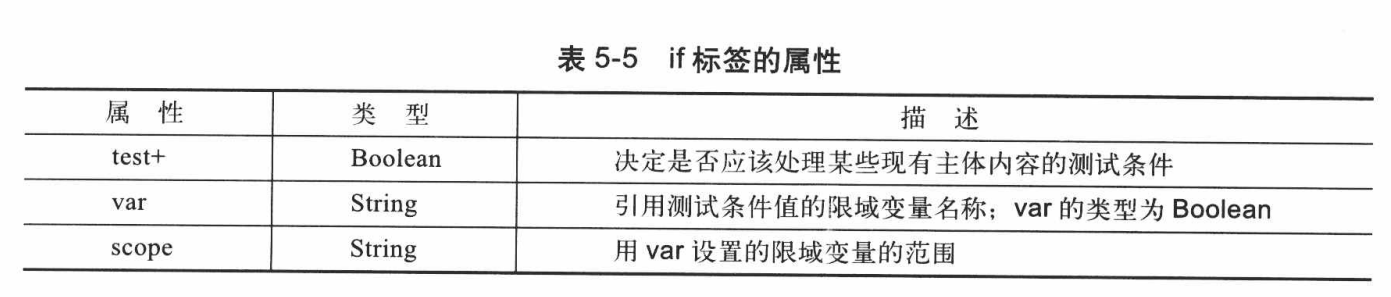 表 5-5 if 标签的属性
属 性 类 型 描 述
test+ Boolean 决定是否应该处理某些现有主体内容的测试条件
var String 引用测试条件值的限域变量名称；var 的类型为 Boolean
scope String 用 var 设置的限域变量的范围